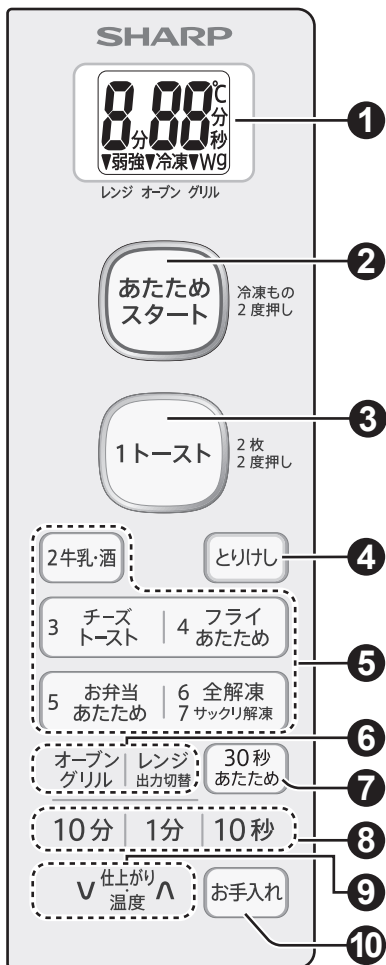 SHARP
8分88℃分秒
▼弱強▼冷凍▼Wg
レンジ オーブン グリル
1
あたため
スタート
冷凍もの
2度押し
2
1トースト
2枚
2度押し
3
2牛乳・酒
とりけし
4
3 チーズ
トースト
4 フライ
あたため
5 お弁当
あたため
6 全解凍
7 サックリ解凍
5
オーブン
グリル
レンジ
出力切替
6
30秒
あたため
7
10分
1分
10秒
8
∨ 仕上がり ∧
温度
9
お手入れ
10